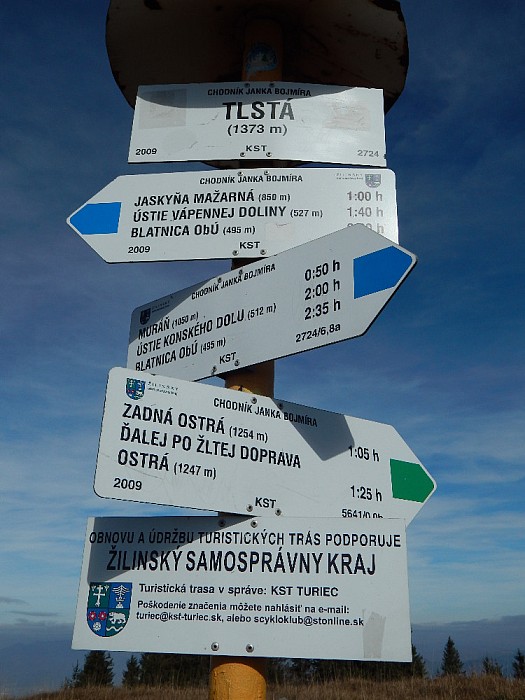 CHODNÍK JANKA BOJMÍRA
TLSTÁ
(1373 m)
2009 KST 2724
CHODNÍK JANKA BOJMÍRA
JASKYŇA MAŽARNÁ (850 m) 1:00 h
ÚSTIE VÁPENNEJ DOLINY (527 m) 1:40 h
BLATNICA ObÚ (495 m)
2009 KST
CHODNÍK JANKA BOJMÍRA
MURÁŇ (1050 m) 0:50 h
ÚSTIE KONSKÉHO DOLU (512 m) 2:00 h
BLATNICA ObÚ (495 m) 2:35 h
KST 2724/6,8a
CHODNÍK JANKA BOJMÍRA
ZADNÁ OSTRÁ (1254 m) 1:05 h
ĎALEJ PO ŽLTEJ DOPRAVA
OSTRÁ (1247 m) 1:25 h
2009 KST
OBNOVU A ÚDRŽBU TURISTICKÝCH TRÁS PODPORUJE
ŽILINSKÝ SAMOSPRÁVNY KRAJ
Turistická trasa v správe: KST TURIEC
Poškodenie značenia môžete nahlásiť na e-mail:
turiec@kst-turiec.sk, alebo scykloklub@stonline.sk